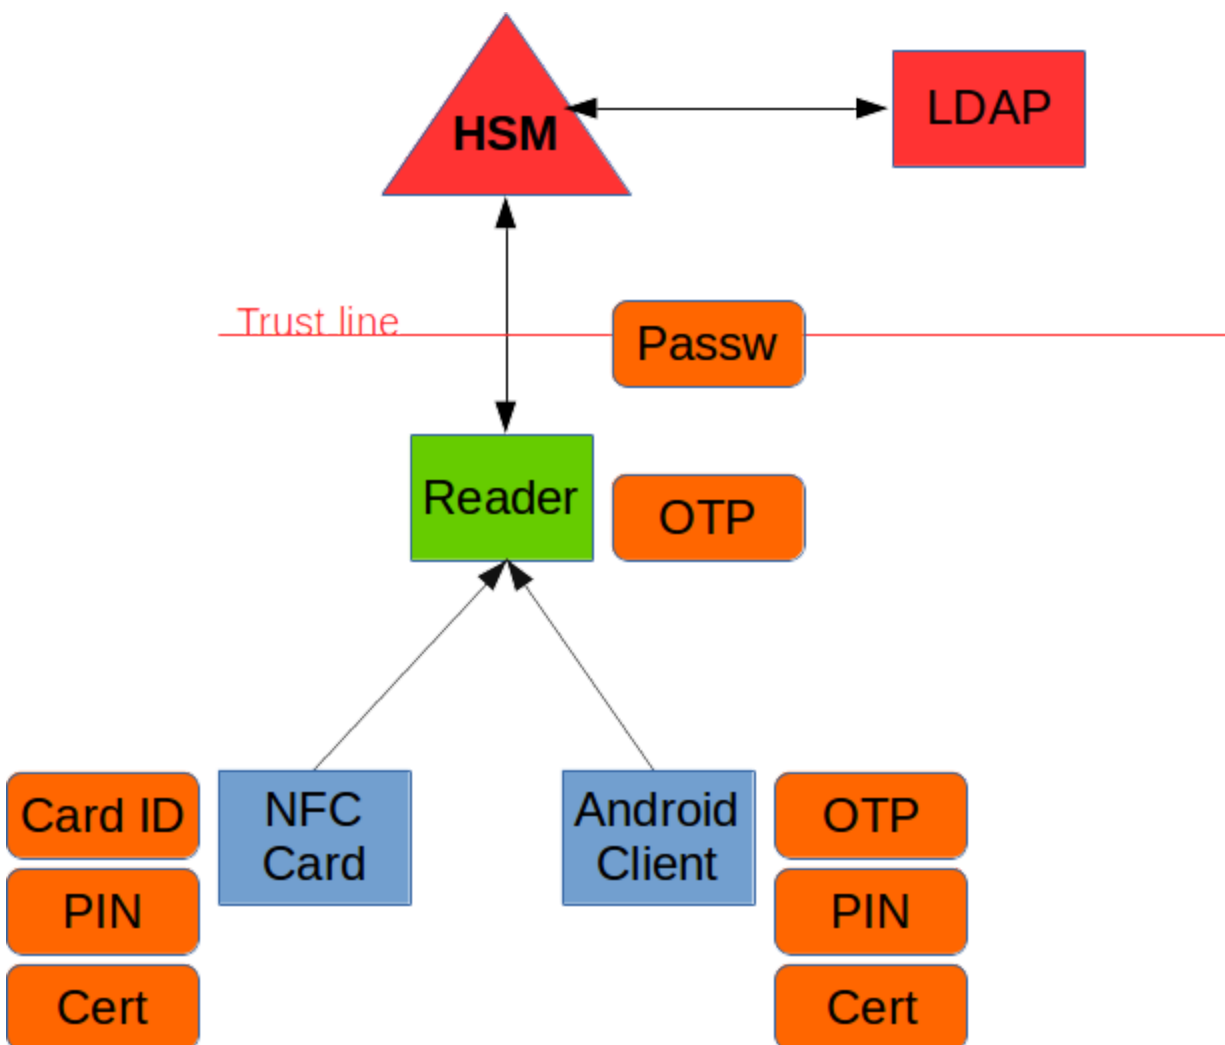 HSM
LDAP
Trust line
Passw
Reader
OTP
Card ID
NFC
Card
Android
Client
OTP
PIN
PIN
Cert
Cert